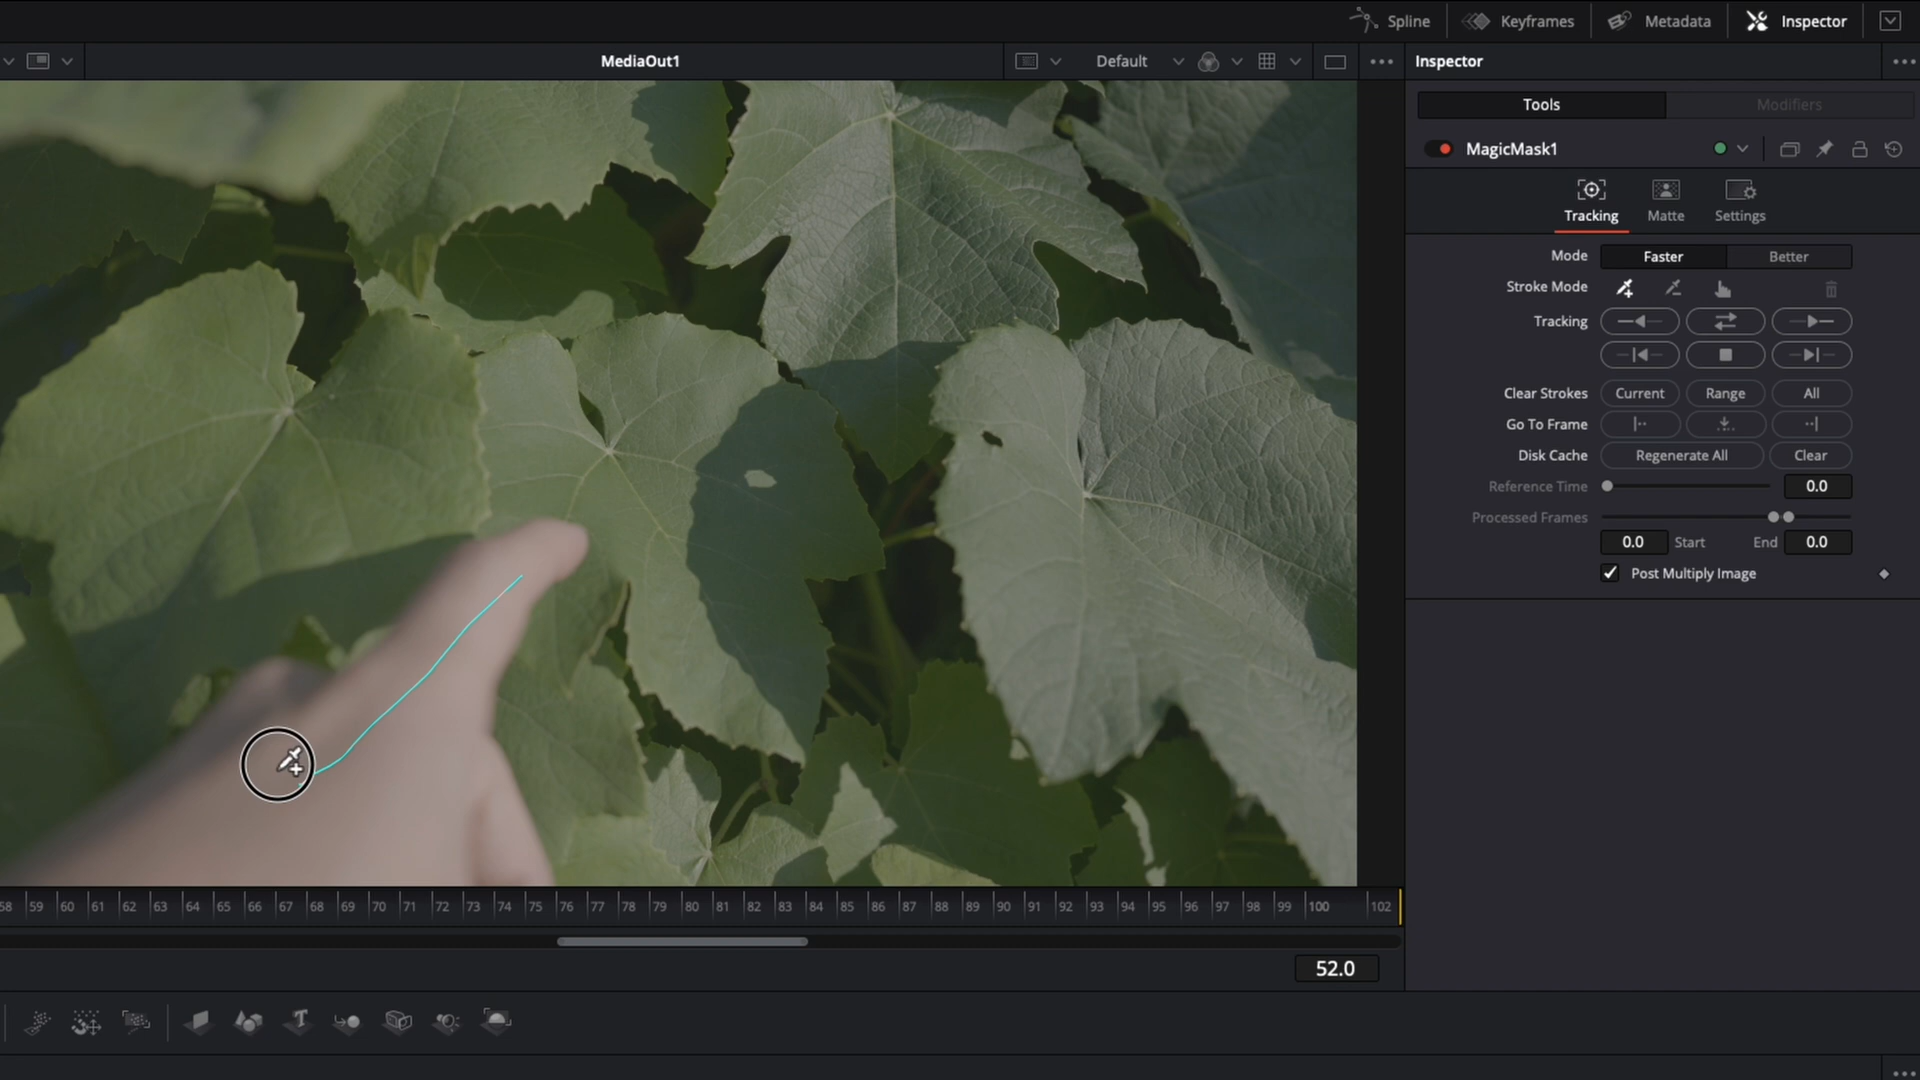 Spline Keyframes Metadata Inspector
MediaOut1 Default Inspector
Tools Modifiers
MagicMask1
Tracking Matte Settings
Mode Faster Better
Stroke Mode
Tracking
Clear Strokes Current Range All
Go To Frame
Disk Cache Regenerate All Clear
Reference Time 0.0
Processed Frames
0.0 Start End 0.0
Post Multiply Image
58 59 60 61 62 63 64 65 66 67 68 69 70 71 72 73 74 75 76 77 78 79 80 81 82 83 84 85 86 87 88 89 90 91 92 93 94 95 96 97 98 99 100 102
52.0